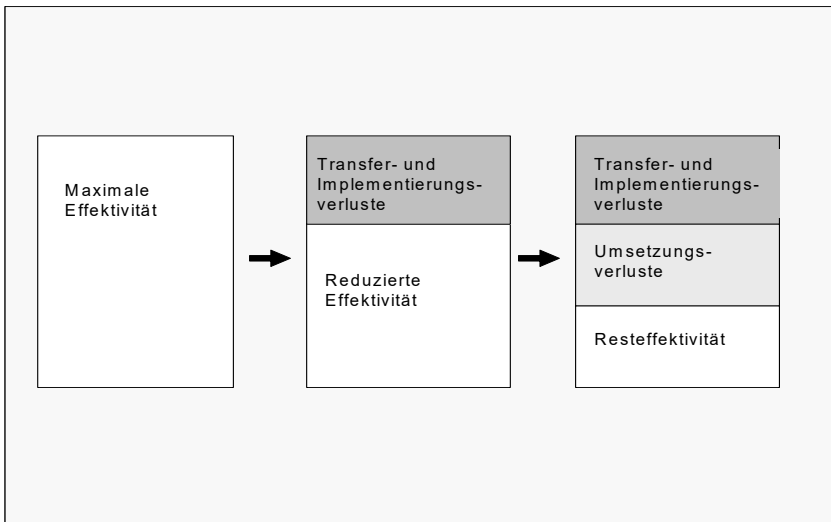 Maximale
Effektivität
Transfer- und
Implementierungs-
verluste
Reduzierte
Effektivität
Transfer- und
Implementierungs-
verluste
Umsetzungs-
verluste
Resteffektivität